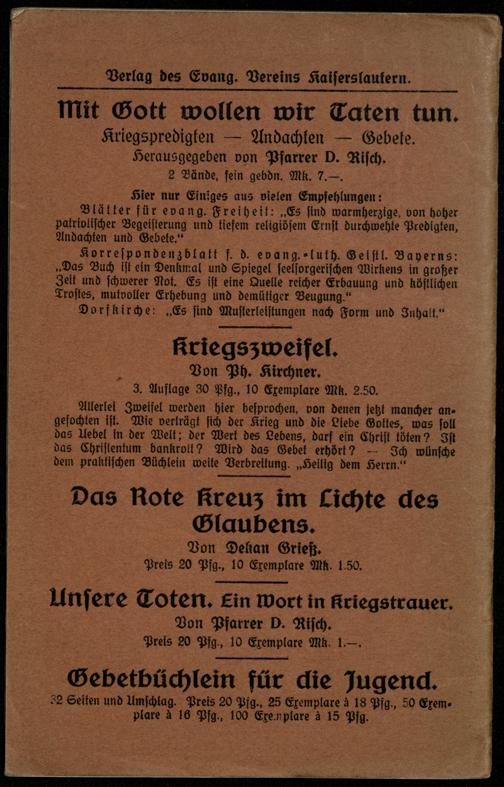 Verlag des Evang. Vereins Kaiserslautern.
Mit Gott wollen wir Taten tun.
Kriegspredigten — Andachten — Gebete.
Herausgegeben von Pfarrer D. Risch.
2 Bände, fein gebdn. Mk. 7.—.
Hier nur Einiges aus vielen Empfehlungen:
Blätter für evang. Freiheit: „Es sind warmherzige, von hoher
patriotischer Begeisterung und tiefem religiösem Ernst durchwehte Predigten,
Andachten und Gebete.“
Korrespondenzblatt f. d. evang.-luth. Geistl. Bayerns:
„Das Buch ist ein Denkmal und Spiegel seelsorgerischen Wirkens in großer
Zeit und schwerer Not. Es ist eine Quelle reicher Erbauung und köstlichen
Trostes, mutvoller Erhebung und demütiger Beugung.“
Dorfkirche: „Es sind Musterleistungen nach Form und Inhalt.“
Kriegszweifel.
Von Ph. Kirchner.
3. Auflage 30 Pfg., 10 Exemplare Mk. 2.50.
Allerlei Zweifel werden hier besprochen, von denen jetzt mancher an-
gefochten ist. Wie verträgt sich der Krieg und die Liebe Gottes, was soll
das Uebel in der Welt; der Wert des Lebens, darf ein Christ töten? Ist
das Christentum bankrott? Wird das Gebet erhört? — Ich wünsche
dem praktischen Büchlein weite Verbreitung. „Heilig dem Herrn.“
Das Rote Kreuz im Lichte des
Glaubens.
Von Dekan Grieß.
Preis 20 Pfg., 10 Exemplare Mk. 1.50.
Unsere Toten. Ein Wort in Kriegstrauer.
Von Pfarrer D. Risch.
Preis 20 Pfg., 10 Exemplare Mk. 1.—.
Gebetbüchlein für die Jugend.
32 Seiten und Umschlag. Preis 20 Pfg., 25 Exemplare à 18 Pfg., 50 Exem-
plare à 16 Pfg., 100 Exemplare à 15 Pfg.